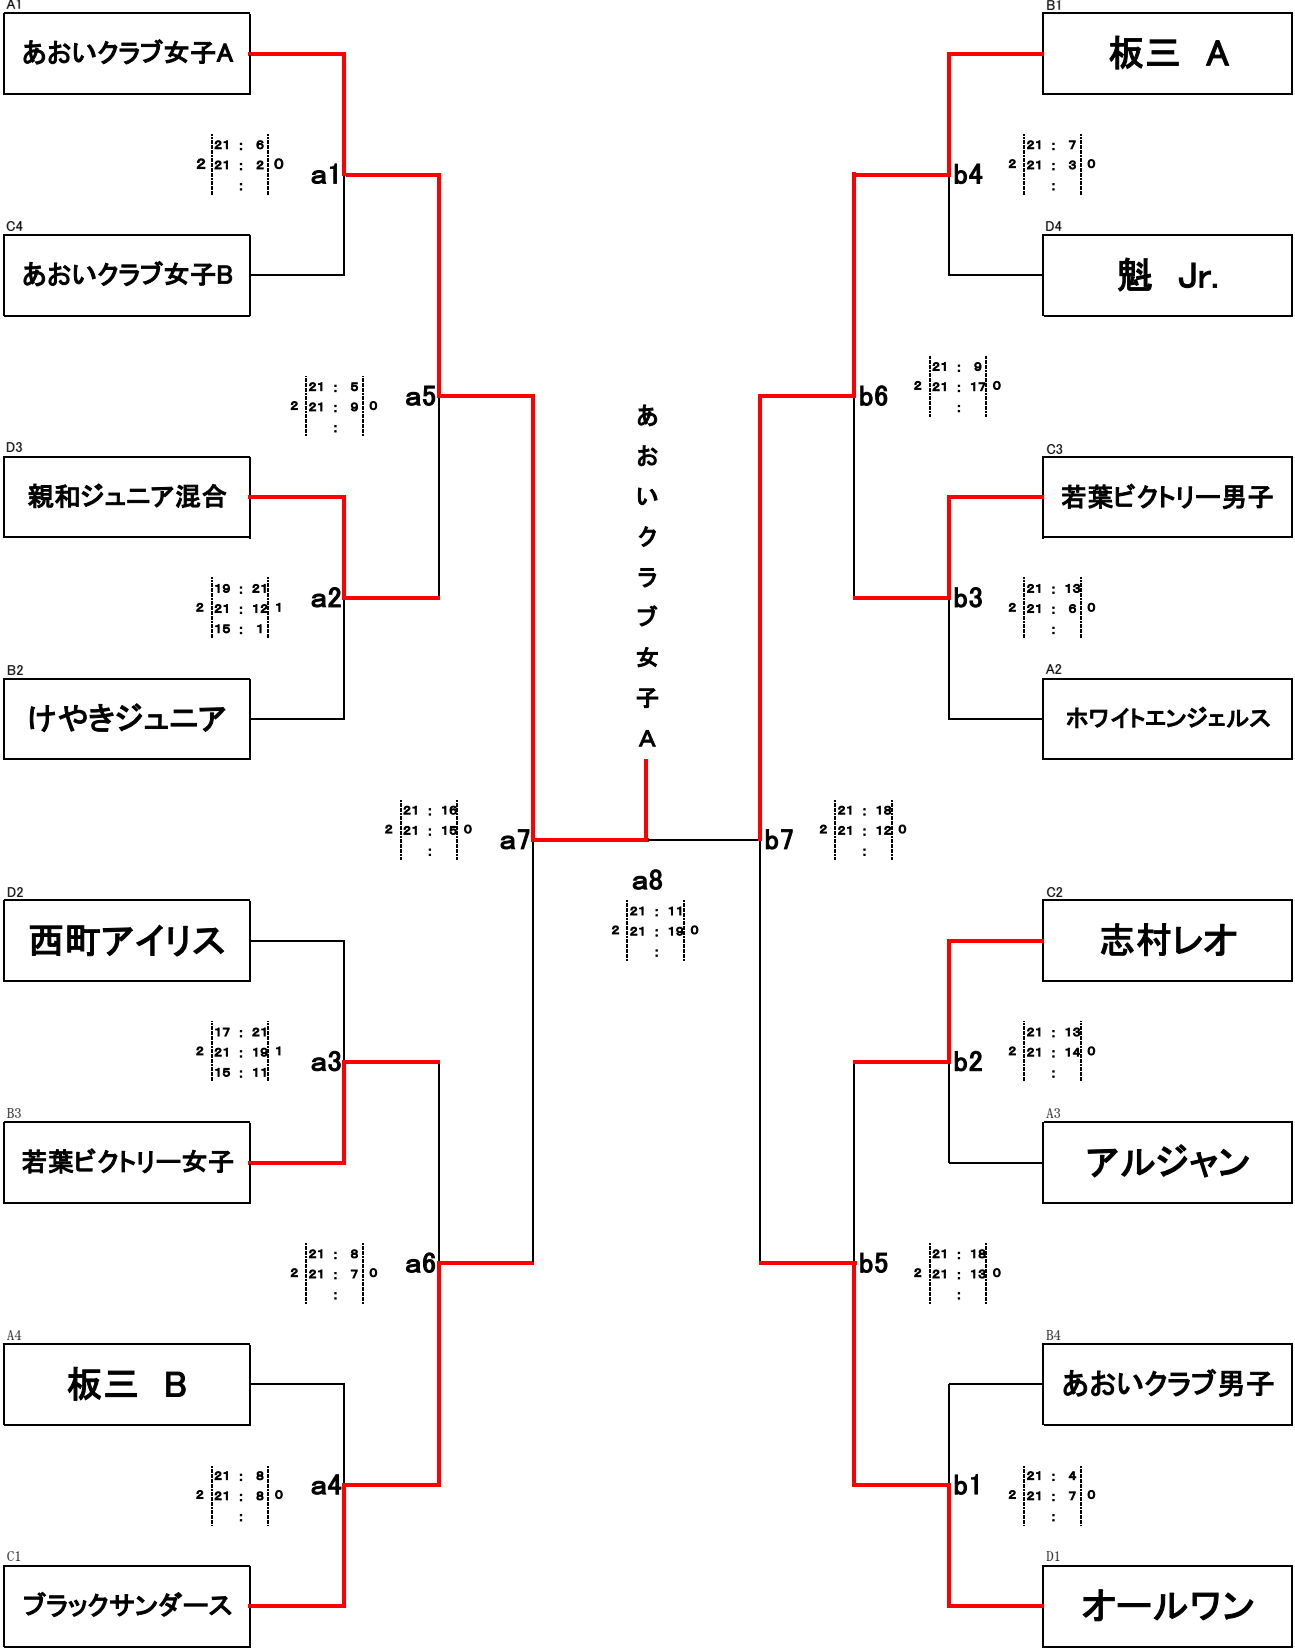 A1
あおいクラブ女子A
21 : 6
2 21 : 2 0
:
a1
C4
あおいクラブ女子B
21 : 5
2 21 : 9 0
:
a5
D3
親和ジュニア混合
19 : 21
2 21 : 12 1
15 : 1
a2
B2
けやきジュニア
21 : 16
2 21 : 15 0
:
a7
D2
西町アイリス
17 : 21
2 21 : 19 1
15 : 11
a3
B3
若葉ビクトリー女子
21 : 8
2 21 : 7 0
:
a6
A4
板三 B
21 : 8
2 21 : 8 0
:
a4
C1
ブラックサンダース
あおいクラブ女子A
a8
21 : 11
2 21 : 19 0
:
B1
板三 A
b4
21 : 7
2 21 : 3 0
:
D4
魁 Jr.
b6
21 : 9
2 21 : 17 0
:
C3
若葉ビクトリー男子
b3
21 : 13
2 21 : 6 0
:
A2
ホワイトエンジェルス
b7
21 : 18
2 21 : 12 0
:
C2
志村レオ
b2
21 : 13
2 21 : 14 0
:
A3
アルジャン
b5
21 : 18
2 21 : 13 0
:
B4
あおいクラブ男子
b1
21 : 4
2 21 : 7 0
:
D1
オールワン